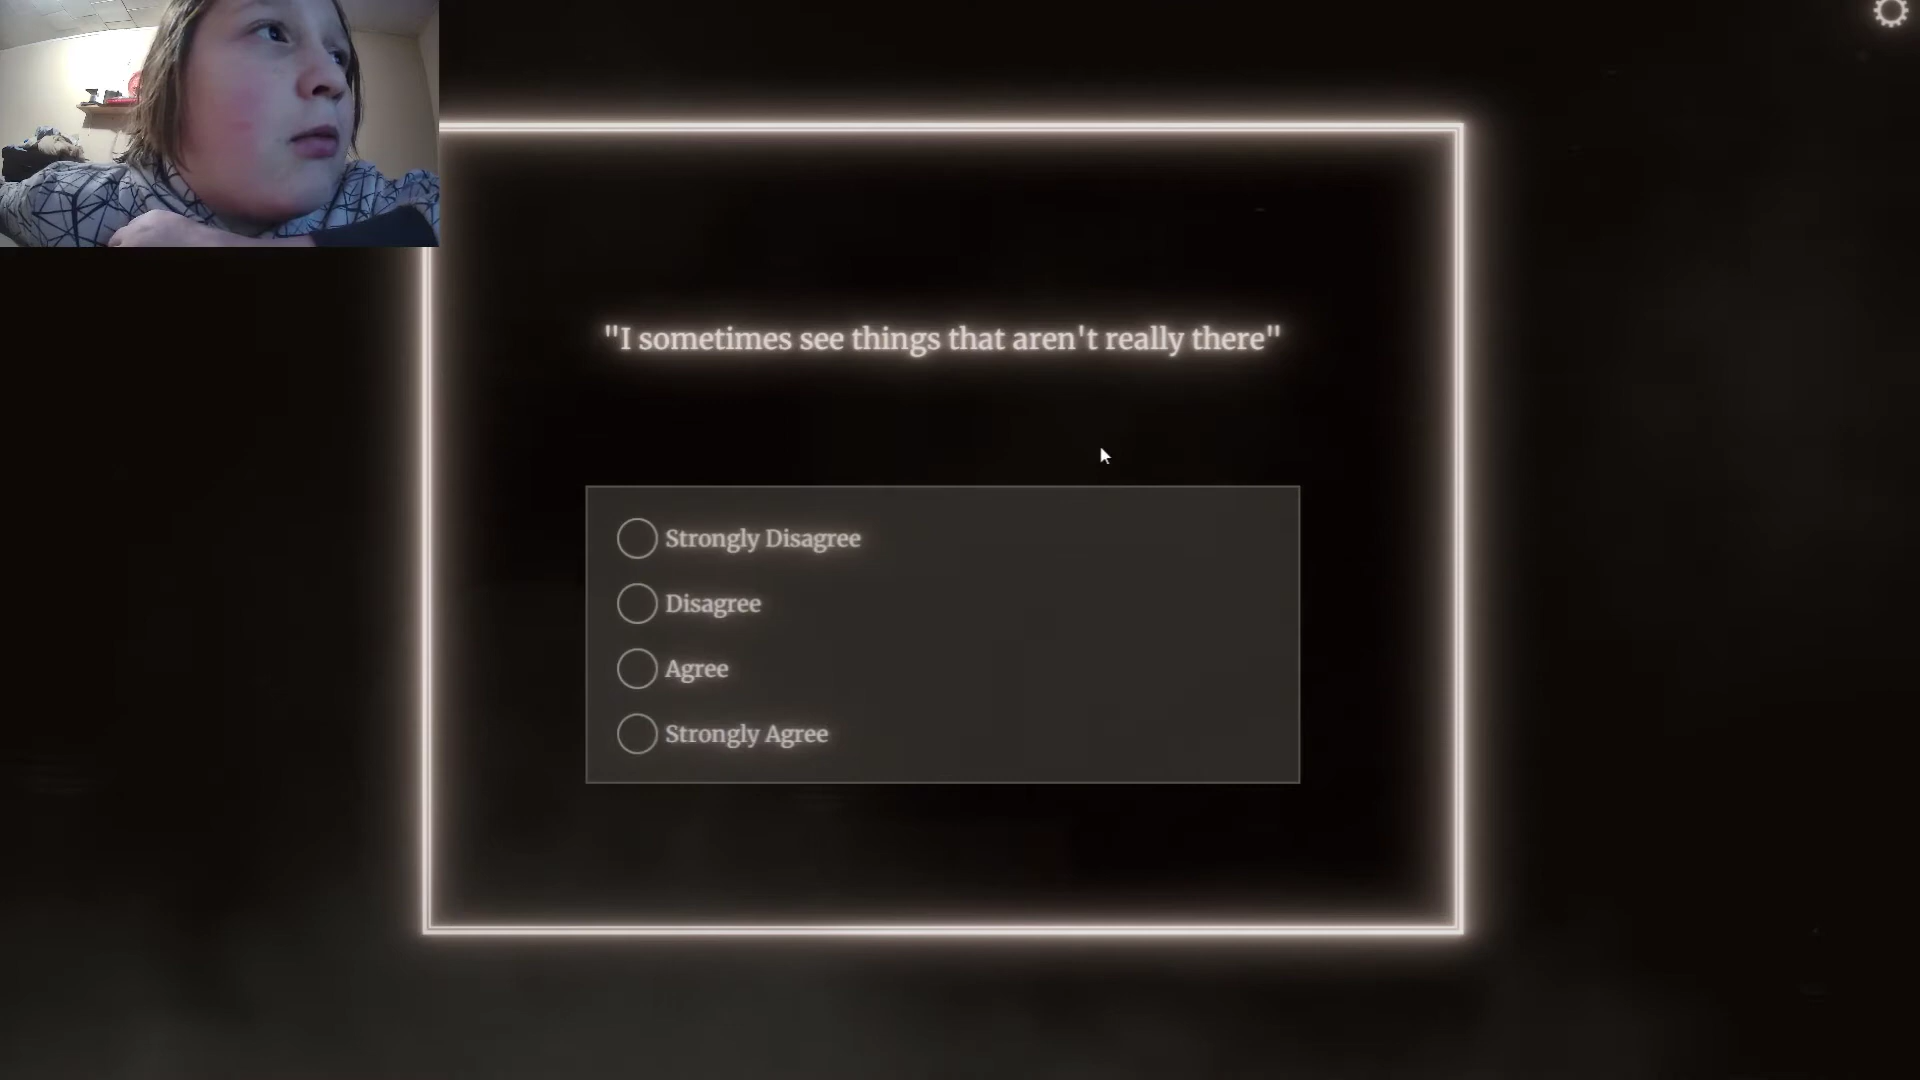 "I sometimes see things that aren't really there"
Strongly Disagree
Disagree
Agree
Strongly Agree